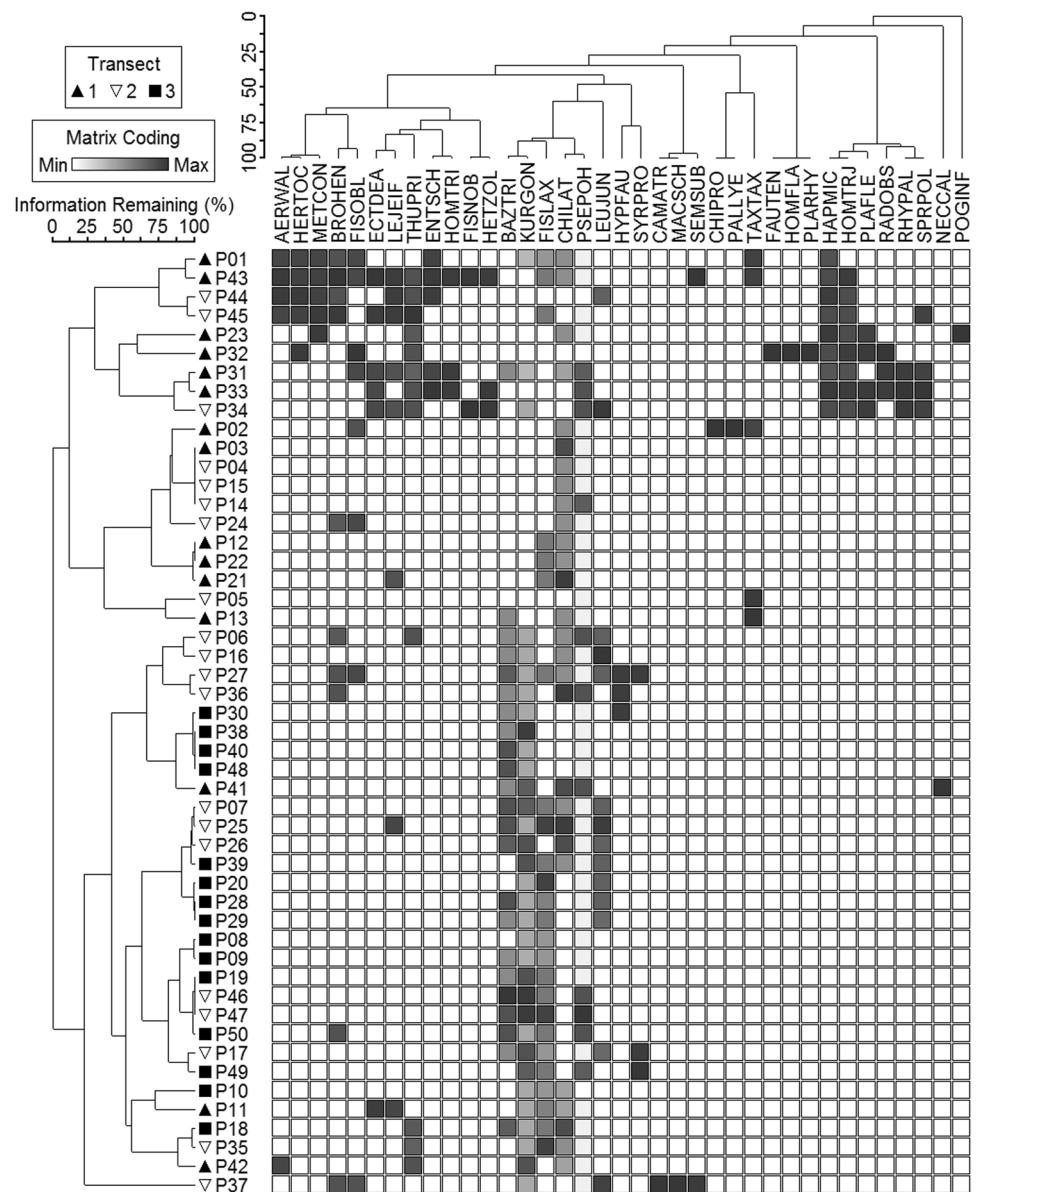 Transect
▲ 1 ▽ 2 ■ 3
Matrix Coding
Min Max
Information Remaining (%)
0 25 50 75 100
0
25
50
75
100
AERVAL
HERTOC
METCON
BROHEN
FISOBL
ECTDEA
LEJEIF
THUPRI
ENTSCH
HOMTRI
FISNOB
HETZOL
BAZTRI
KURGON
FISLAX
CHILAT
PSEPOH
LEUJUN
HYPFAU
SYRPRO
CAMATR
MACSCH
SEMSUB
CHIPRO
PALLYE
TAXTAX
FAUTEN
HOMFLA
PLARHY
HAPMIC
HOMTRJ
PLAFLE
RADOBS
RHYPAL
SPRPOL
NECCAL
POGINF
▲ P01
▲ P43
▽ P44
▽ P45
▲ P23
▲ P32
▲ P31
▲ P33
▽ P34
▲ P02
▲ P03
▽ P04
▽ P15
▽ P14
▽ P24
▲ P12
▲ P22
▲ P21
▽ P05
▲ P13
▽ P06
▽ P16
▽ P27
▽ P36
■ P30
■ P38
■ P40
■ P48
▲ P41
▽ P07
▽ P25
▽ P26
■ P39
■ P20
■ P28
■ P29
■ P08
■ P09
■ P19
▽ P46
▽ P47
■ P50
▽ P17
■ P49
■ P10
▲ P11
■ P18
▽ P35
▲ P42
▽ P37